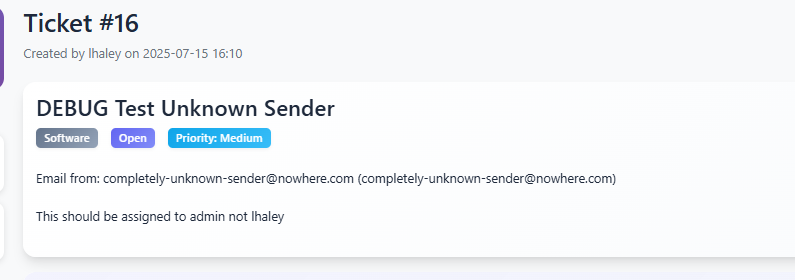 Ticket #16
Created by lhaley on 2025-07-15 16:10
DEBUG Test Unknown Sender
Software Open Priority: Medium
Email from: completely-unknown-sender@nowhere.com (completely-unknown-sender@nowhere.com)
This should be assigned to admin not lhaley